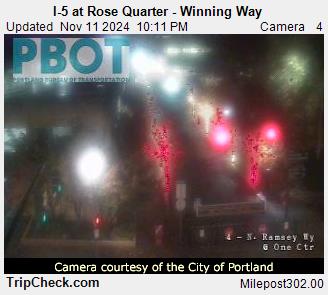 I-5 at Rose Quarter - Winning Way
Updated Nov 11 2024 10:11 PM Camera 4
PBOT
PORTLAND BUREAU OF TRANSPORTATION
4 - N. Ramsey Wy
@ One Ctr
Camera courtesy of the City of Portland
TripCheck.com Milepost302.00